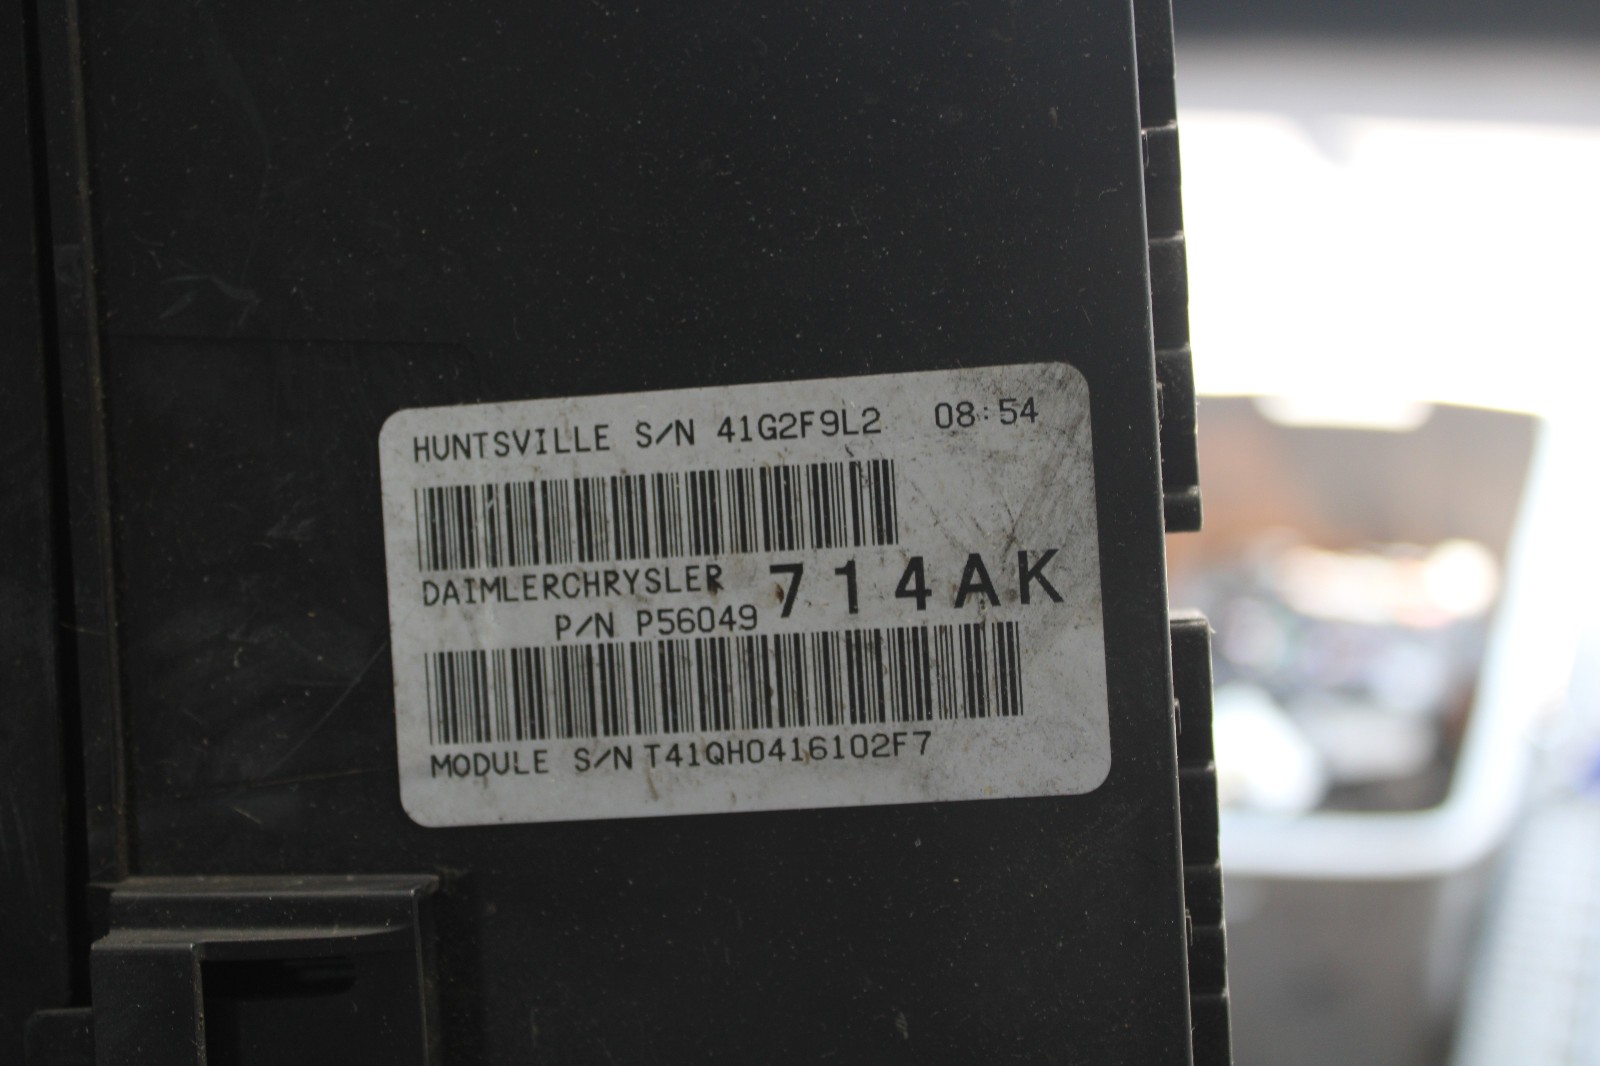 HUNTSVILLE S/N 41G2F9L2 08:54
DAIMLERCHRYSLER 714AK
P/N P56049
MODULE S/N T41QH0416102F7